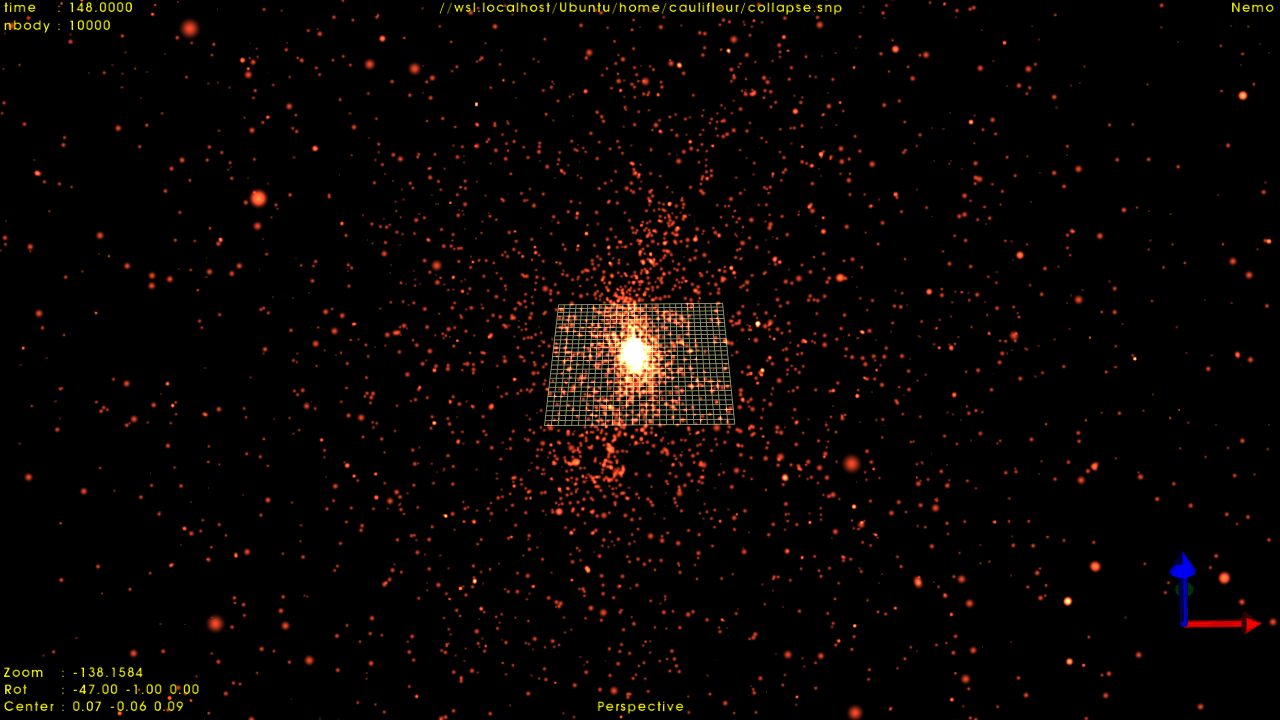 time : 148.0000
nbody : 10000
//wsl.localhost/Ubuntu/home/cauliflour/collapse.snp
Nemo
Zoom : -138.1584
Rot : -47.00 -1.00 0.00
Center : 0.07 -0.06 0.09
Perspective